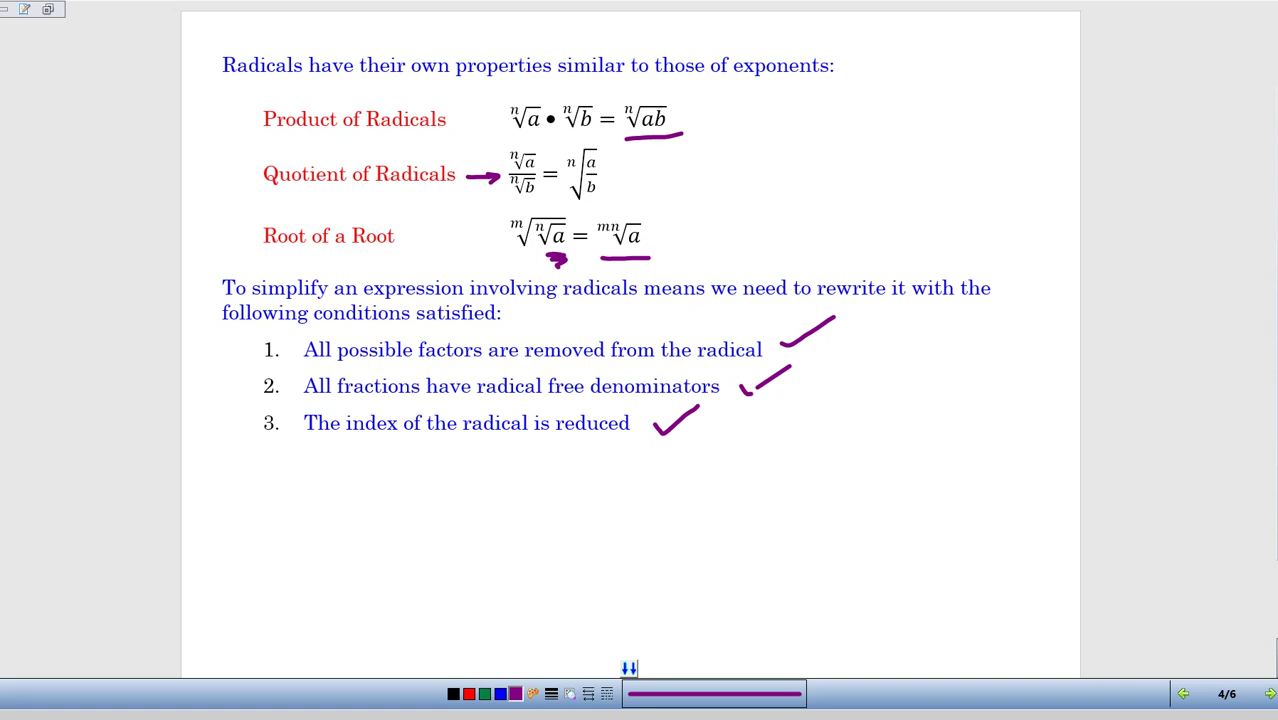 Radicals have their own properties similar to those of exponents:
Product of Radicals ⁿ√a • ⁿ√b = ⁿ√ab
Quotient of Radicals ⁿ√a / ⁿ√b = ⁿ√(a/b)
Root of a Root ᵐ√(ⁿ√a) = ᵐⁿ√a
To simplify an expression involving radicals means we need to rewrite it with the
following conditions satisfied:
1. All possible factors are removed from the radical
2. All fractions have radical free denominators
3. The index of the radical is reduced
4/6